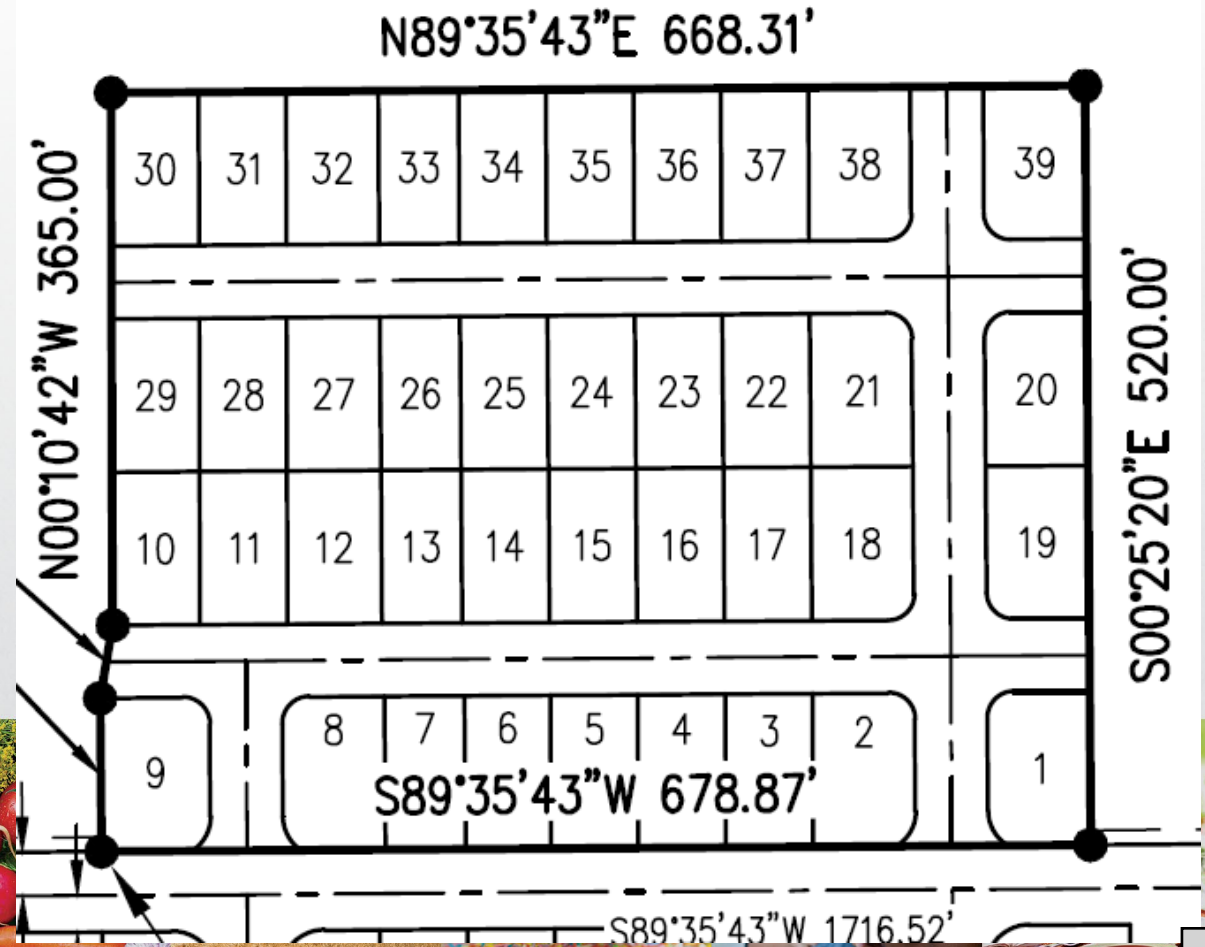 N89°35'43"E 668.31'
N00°10'42"W 365.00'
30 31 32 33 34 35 36 37 38 39
S00°25'20"E 520.00'
29 28 27 26 25 24 23 22 21 20
10 11 12 13 14 15 16 17 18 19
8 7 6 5 4 3 2
9 1
S89°35'43"W 678.87'
S89°35'43"W 1716.52'